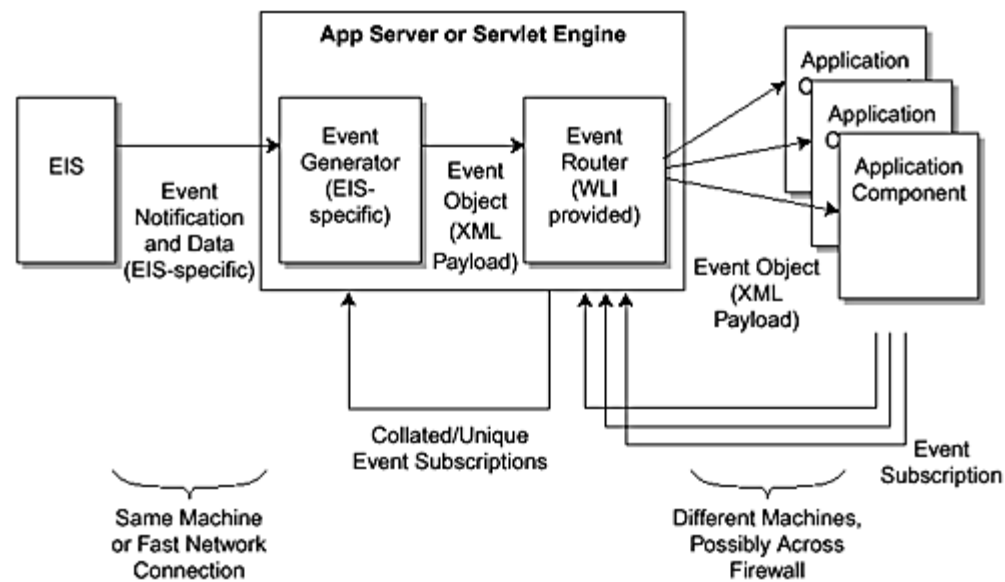 App Server or Servlet Engine
EIS
Event
Notification
and Data
(EIS-specific)
Event
Generator
(EIS-
specific)
Event
Object
(XML
Payload)
Event
Router
(WLI
provided)
Application
Application
Application
Component
Event Object
(XML
Payload)
Collated/Unique
Event Subscriptions
Event
Subscription
Same Machine
or Fast Network
Connection
Different Machines,
Possibly Across
Firewall